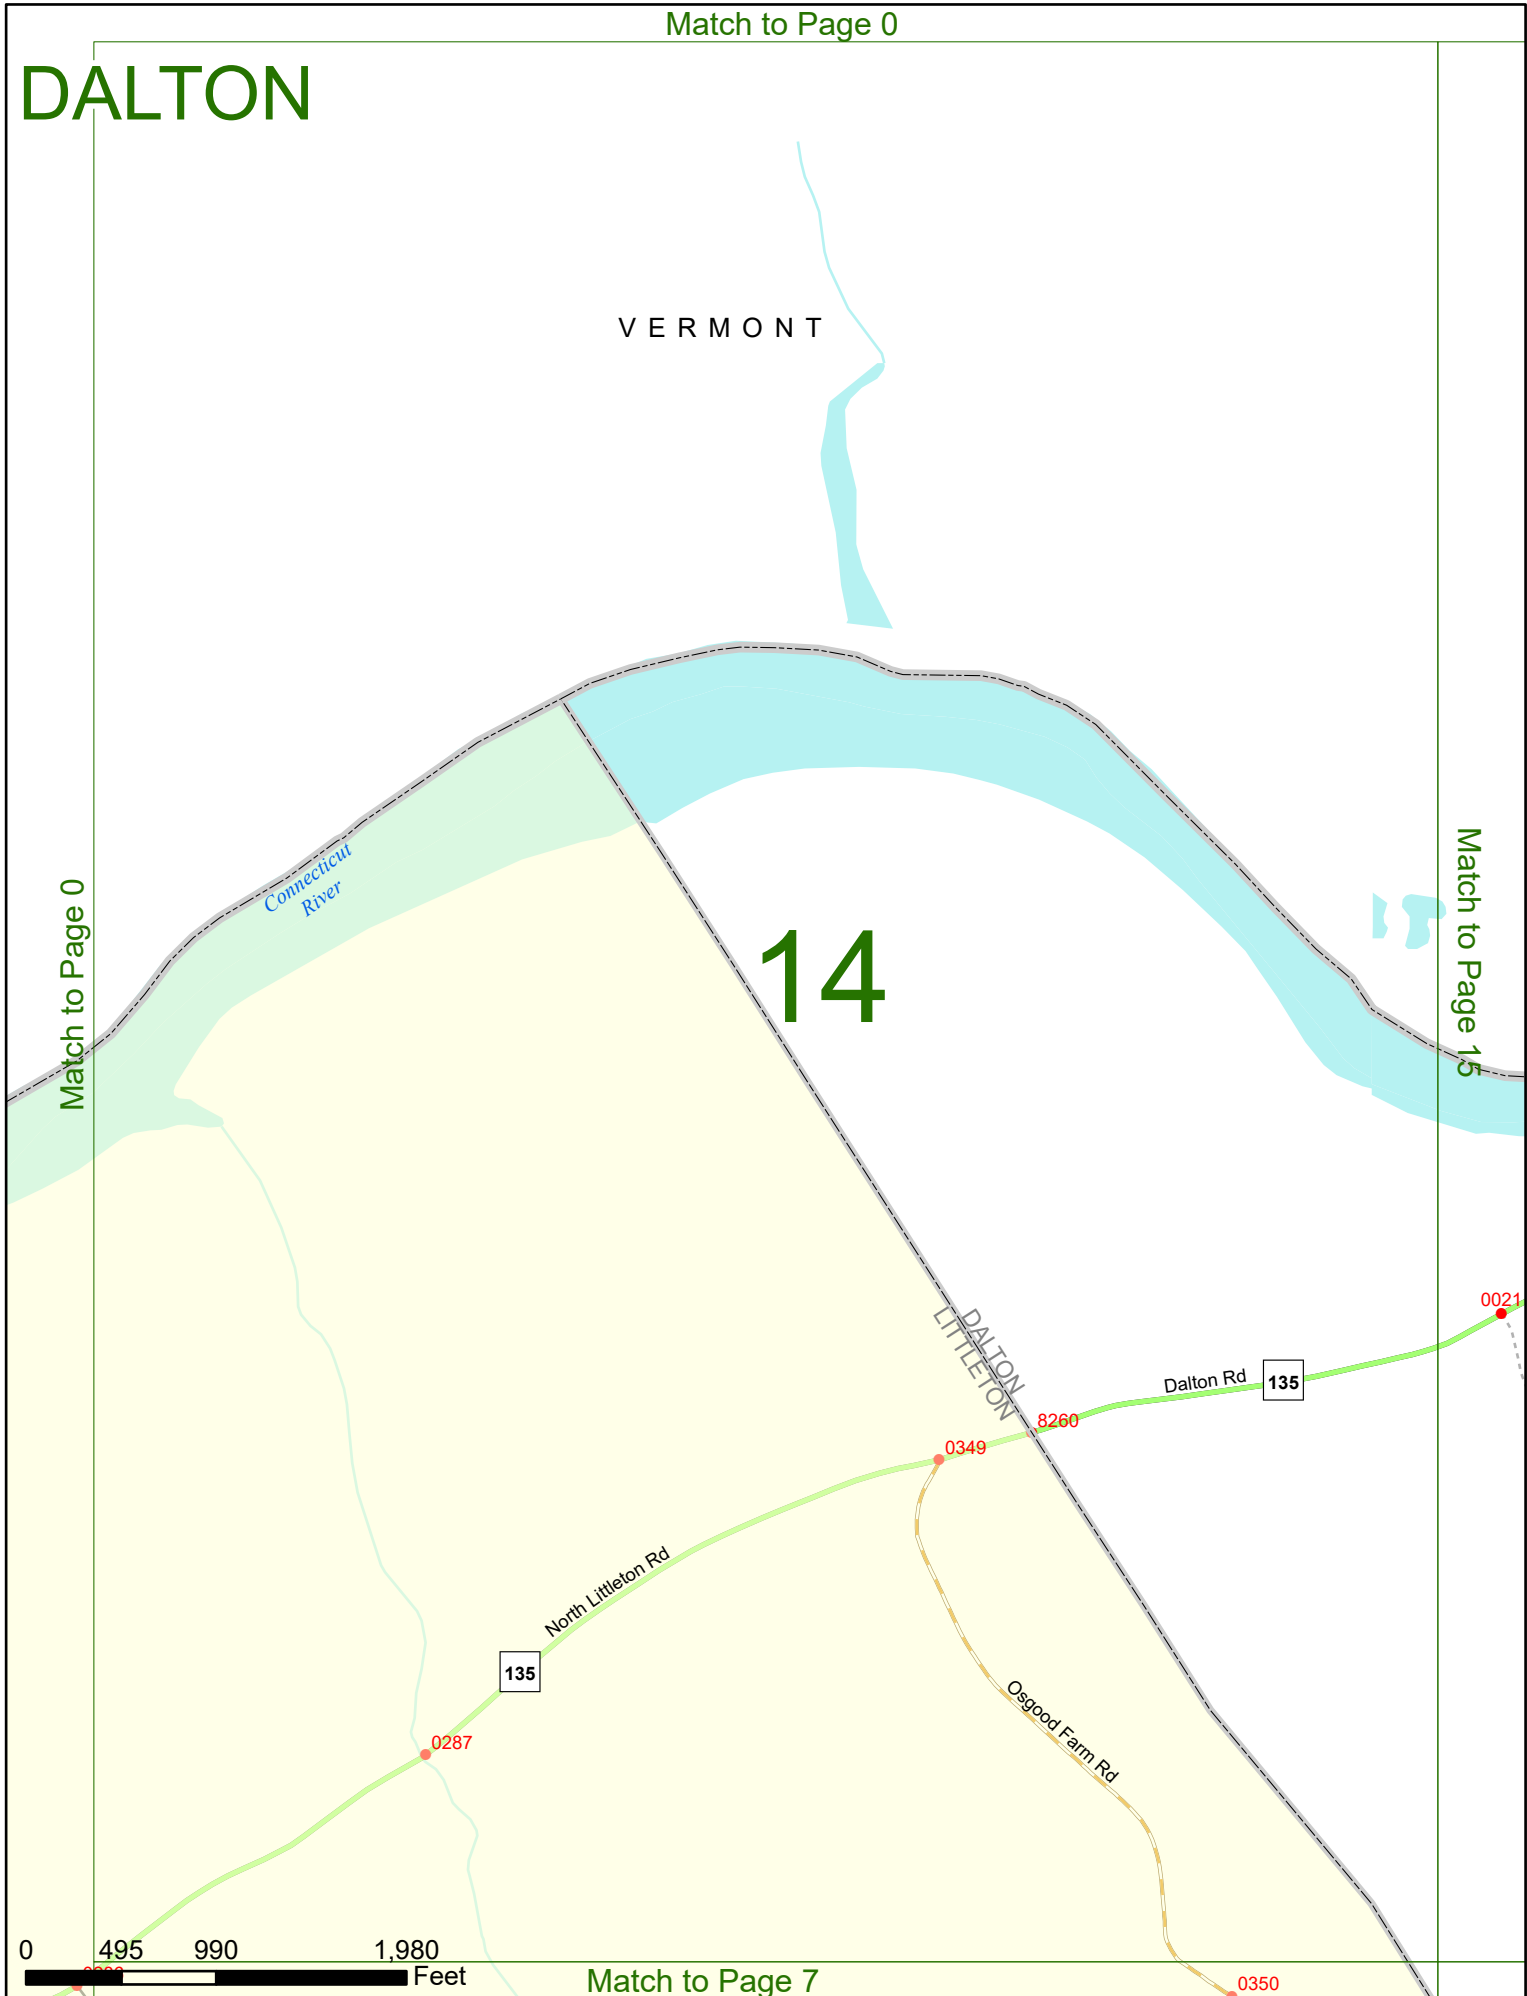 Match to Page 0
DALTON
VERMONT
Connecticut
River
Match to Page 0
14
Match to Page 15
0021
DALTON
LITTLETON
Dalton Rd
135
8260
0349
North Littleton Rd
135
Osgood Farm Rd
0287
0 495 990 1,980
Feet
Match to Page 7
0350